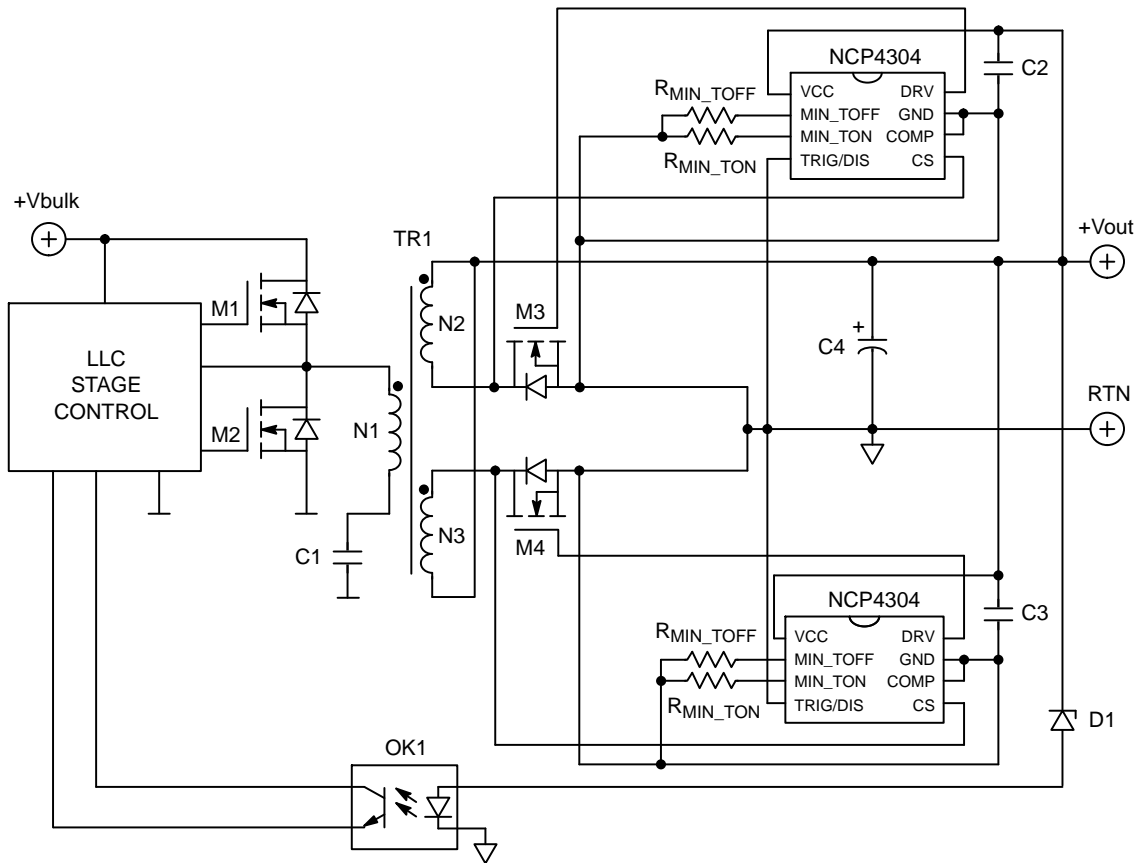 NCP4304
C2
VCC
DRV
RMIN_TOFF
MIN_TOFF
GND
MIN_TON
COMP
RMIN_TON
TRIG/DIS
CS
+Vbulk
+
TR1
+Vout
+
M1
N2
M3
LLC
STAGE
CONTROL
+
C4
RTN
+
M2
N1
N3
M4
C1
NCP4304
C3
VCC
DRV
RMIN_TOFF
MIN_TOFF
GND
MIN_TON
COMP
RMIN_TON
TRIG/DIS
CS
D1
OK1